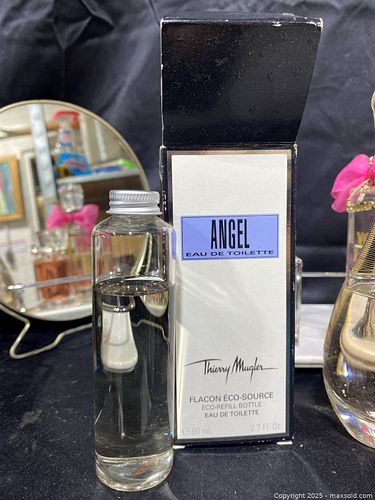 ANGEL
EAU DE TOILETTE
Thierry Mugler
FLACON ÉCO-SOURCE
ECO-REFILL BOTTLE
EAU DE TOILETTE
℮ 80 mL 2.7 Fl. Oz
Copyright © 2025 - maxsold.com